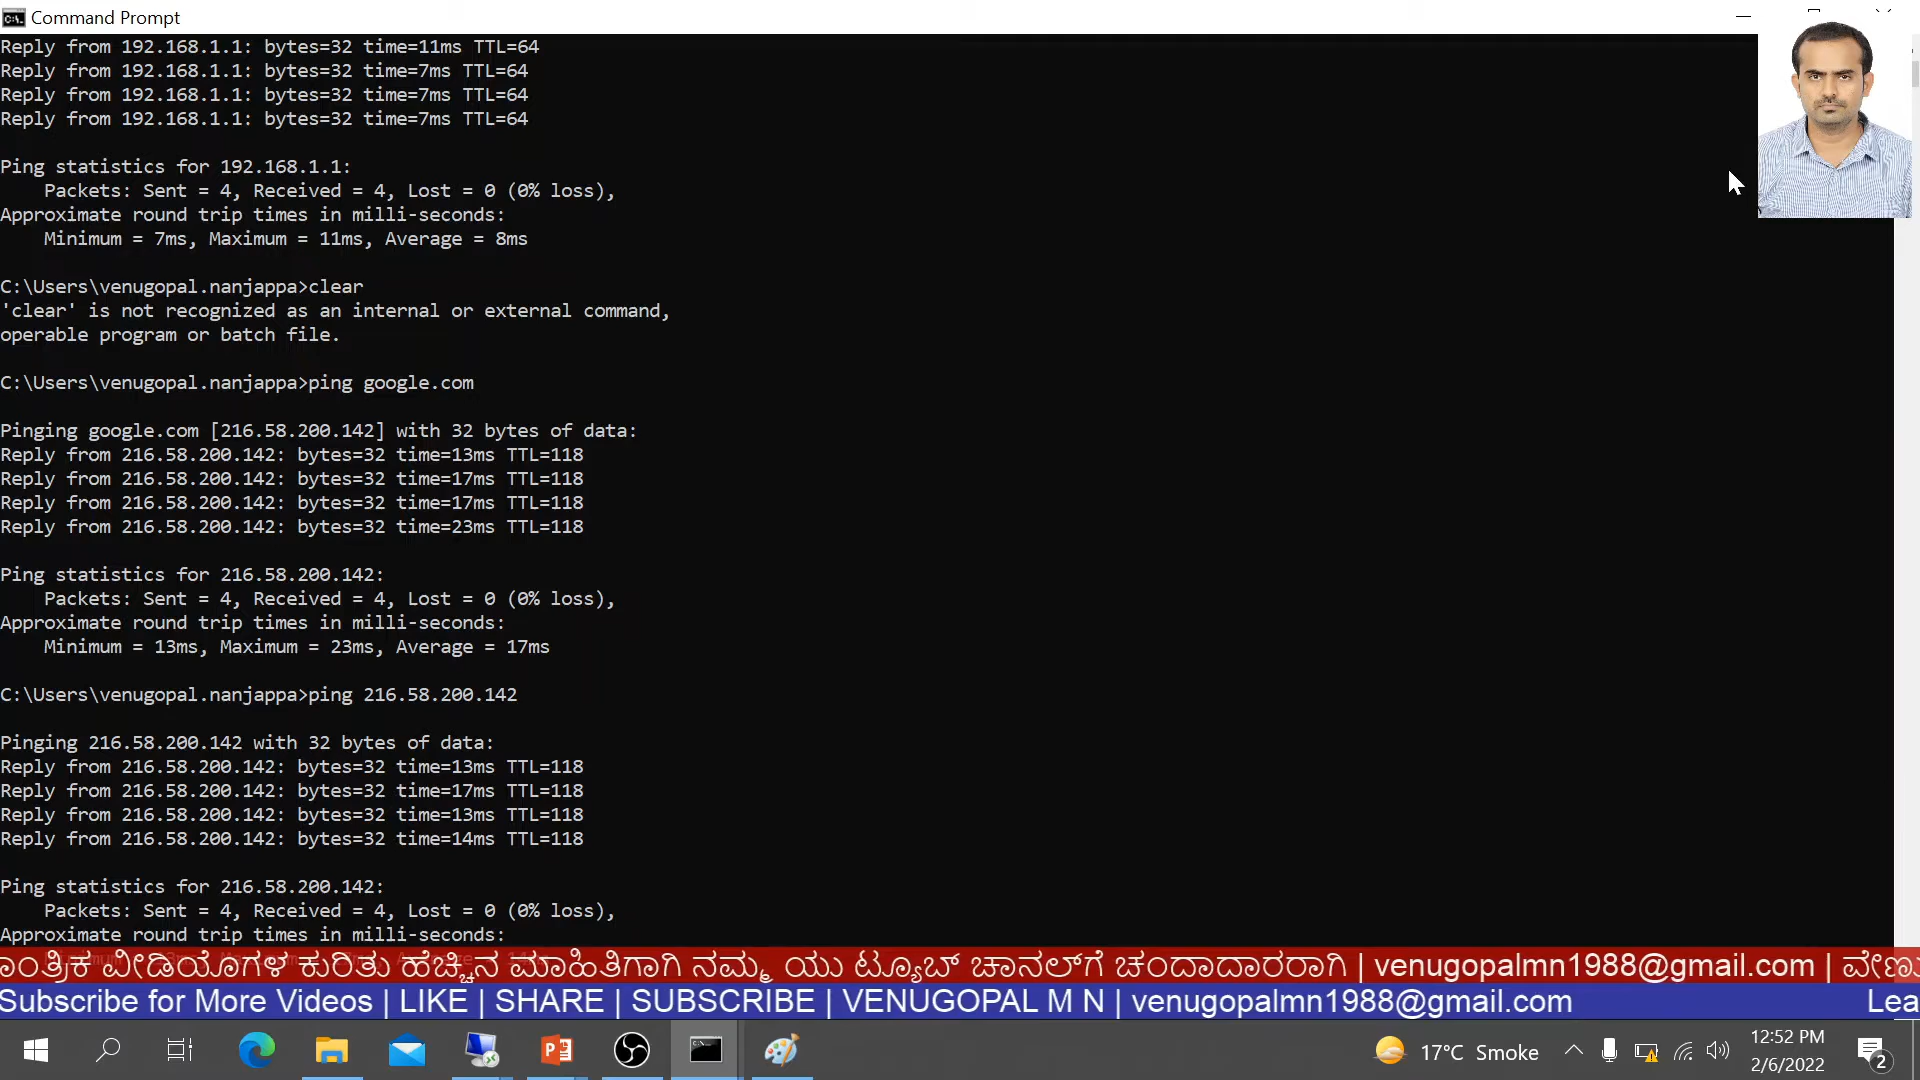 Command Prompt
Reply from 192.168.1.1: bytes=32 time=11ms TTL=64
Reply from 192.168.1.1: bytes=32 time=7ms TTL=64
Reply from 192.168.1.1: bytes=32 time=7ms TTL=64
Reply from 192.168.1.1: bytes=32 time=7ms TTL=64
Ping statistics for 192.168.1.1:
Packets: Sent = 4, Received = 4, Lost = 0 (0% loss),
Approximate round trip times in milli-seconds:
Minimum = 7ms, Maximum = 11ms, Average = 8ms
C:\Users\venugopal.nanjappa>clear
'clear' is not recognized as an internal or external command,
operable program or batch file.
C:\Users\venugopal.nanjappa>ping google.com
Pinging google.com [216.58.200.142] with 32 bytes of data:
Reply from 216.58.200.142: bytes=32 time=13ms TTL=118
Reply from 216.58.200.142: bytes=32 time=17ms TTL=118
Reply from 216.58.200.142: bytes=32 time=17ms TTL=118
Reply from 216.58.200.142: bytes=32 time=23ms TTL=118
Ping statistics for 216.58.200.142:
Packets: Sent = 4, Received = 4, Lost = 0 (0% loss),
Approximate round trip times in milli-seconds:
Minimum = 13ms, Maximum = 23ms, Average = 17ms
C:\Users\venugopal.nanjappa>ping 216.58.200.142
Pinging 216.58.200.142 with 32 bytes of data:
Reply from 216.58.200.142: bytes=32 time=13ms TTL=118
Reply from 216.58.200.142: bytes=32 time=17ms TTL=118
Reply from 216.58.200.142: bytes=32 time=13ms TTL=118
Reply from 216.58.200.142: bytes=32 time=14ms TTL=118
Ping statistics for 216.58.200.142:
Packets: Sent = 4, Received = 4, Lost = 0 (0% loss),
Approximate round trip times in milli-seconds:
ಾಂತ್ರಿಕ ವೀಡಿಯೊಗಳ ಕುರಿತು ಹೆಚ್ಚಿನ ಮಾಹಿತಿಗಾಗಿ ನಮ್ಮ ಯು ಟ್ಯೂಬ್ ಚಾನಲ್‌ಗೆ ಚಂದಾದಾರರಾಗಿ | venugopalmn1988@gmail.com | ವೇಣು
Subscribe for More Videos | LIKE | SHARE | SUBSCRIBE | VENUGOPAL M N | venugopalmn1988@gmail.com Lea
17°C Smoke
12:52 PM
2/6/2022
2